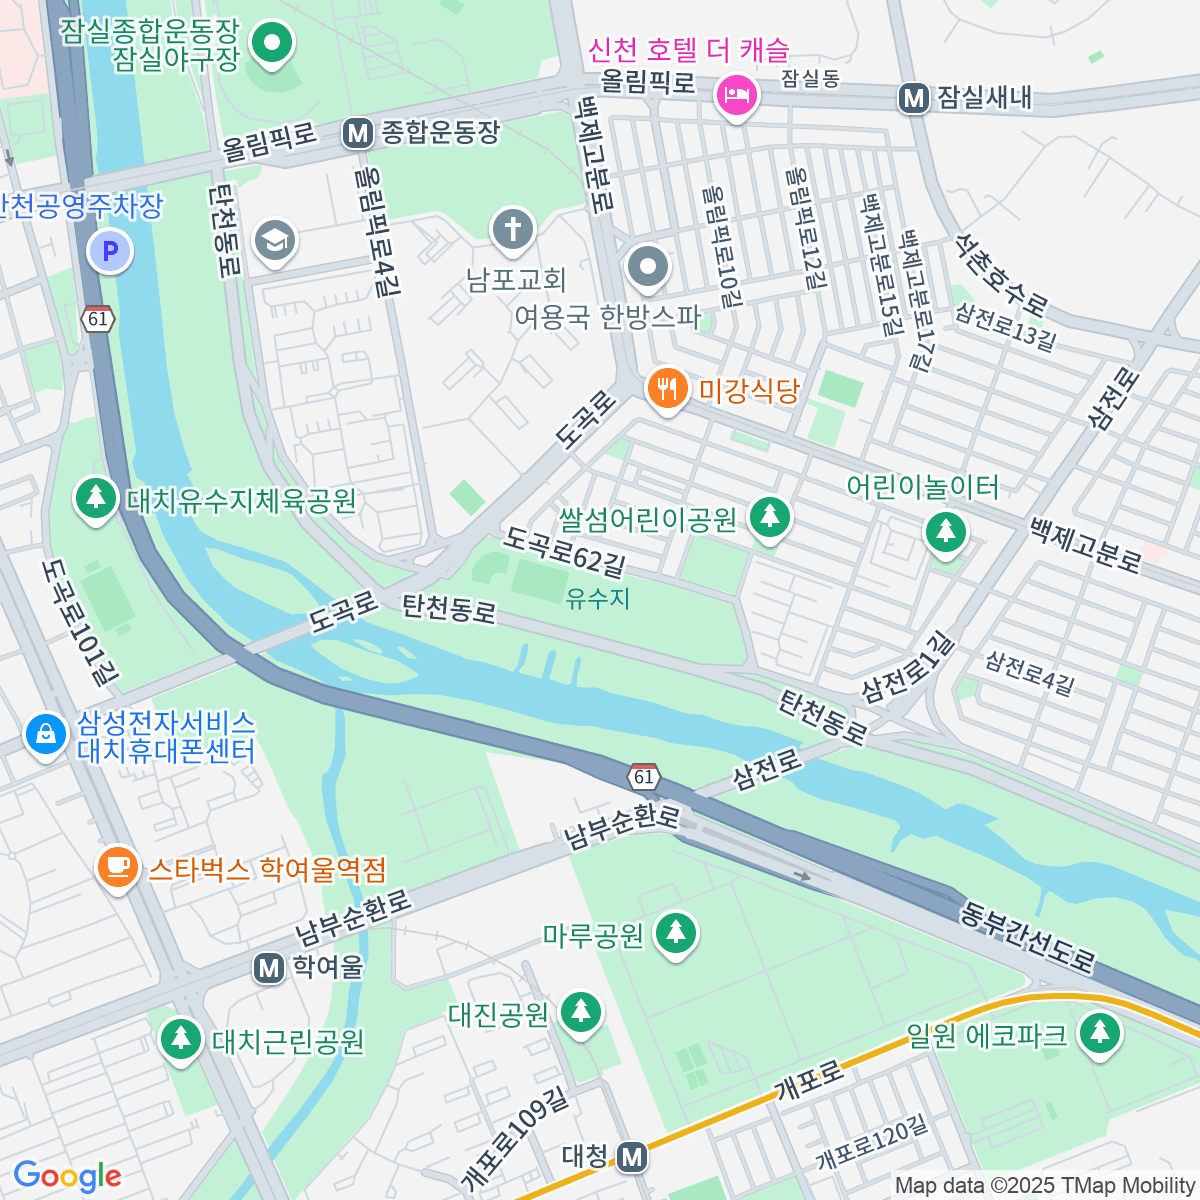 잠실종합운동장
잠실야구장
신천 호텔 더 캐슬
올림픽로
잠실동
잠실새내
올림픽로
종합운동장
백제고분로
탄천공영주차장
탄천동로
올림픽로4길
남포교회
여용국 한방스파
올림픽로10길
올림픽로12길
백제고분로15길
백제고분로17길
석촌호수로
삼전로13길
61
미강식당
도곡로
삼전로
대치유수지체육공원
쌀섬어린이공원
어린이놀이터
백제고분로
도곡로62길
유수지
도곡로101길
도곡로
탄천동로
삼전로1길
삼전로4길
탄천동로
삼성전자서비스
대치휴대폰센터
61
삼전로
남부순환로
스타벅스 학여울역점
남부순환로
마루공원
동부간선도로
학여울
대진공원
대치근린공원
일원 에코파크
개포로
개포로109길
개포로120길
대청
Google
Map data ©2025 TMap Mobility